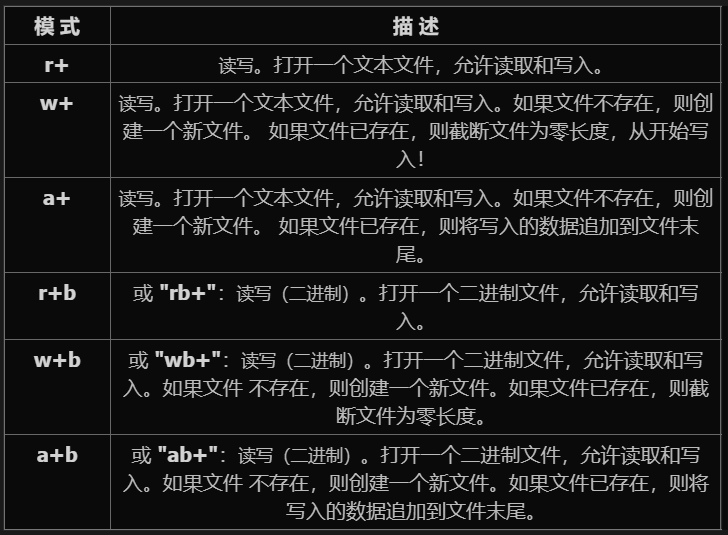 模式 描述
r+ 读写。打开一个文本文件，允许读取和写入。
w+ 读写。打开一个文本文件，允许读取和写入。如果文件不存在，则创
建一个新文件。 如果文件已存在，则截断文件为零长度，从开始写
入！
a+ 读写。打开一个文本文件，允许读取和写入。如果文件不存在，则创
建一个新文件。 如果文件已存在，则将写入的数据追加到文件末
尾。
r+b 或 "rb+"：读写（二进制）。打开一个二进制文件，允许读取和写
入。
w+b 或 "wb+"：读写（二进制）。打开一个二进制文件，允许读取和写
入。如果文件 不存在，则创建一个新文件。如果文件已存在，则截
断文件为零长度。
a+b 或 "ab+"：读写（二进制）。打开一个二进制文件，允许读取和写
入。如果文件 不存在，则创建一个新文件。如果文件已存在，则将
写入的数据追加到文件末尾。